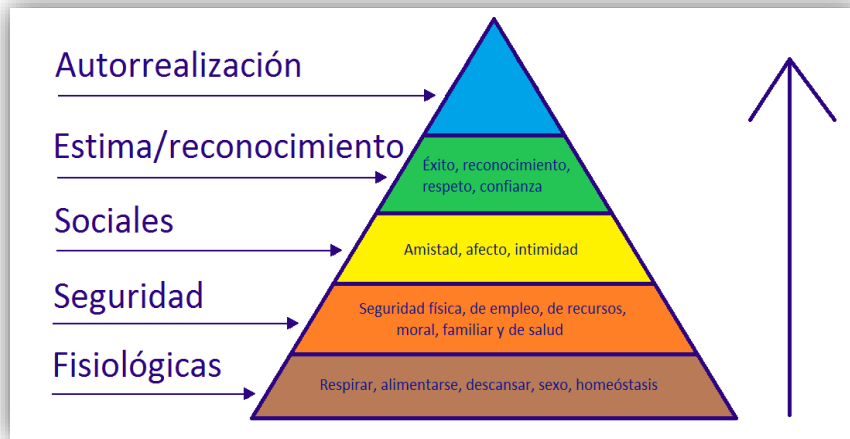 Autorrealización
Estima/reconocimiento
Éxito, reconocimiento,
respeto, confianza
Sociales
Amistad, afecto, intimidad
Seguridad
Seguridad física, de empleo, de recursos,
moral, familiar y de salud
Fisiológicas
Respirar, alimentarse, descansar, sexo, homeóstasis